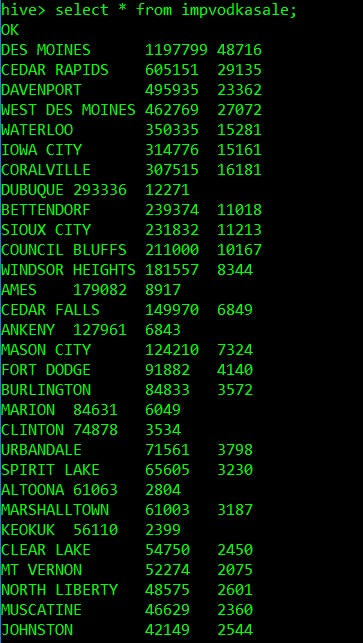 hive> select * from impvodkasale;
OK
DES MOINES 1197799 48716
CEDAR RAPIDS 605151 29135
DAVENPORT 495935 23362
WEST DES MOINES 462769 27072
WATERLOO 350335 15281
IOWA CITY 314776 15161
CORALVILLE 307515 16181
DUBUQUE 293336 12271
BETTENDORF 239374 11018
SIOUX CITY 231832 11213
COUNCIL BLUFFS 211000 10167
WINDSOR HEIGHTS 181557 8344
AMES 179082 8917
CEDAR FALLS 149970 6849
ANKENY 127961 6843
MASON CITY 124210 7324
FORT DODGE 91882 4140
BURLINGTON 84833 3572
MARION 84631 6049
CLINTON 74878 3534
URBANDALE 71561 3798
SPIRIT LAKE 65605 3230
ALTOONA 61063 2804
MARSHALLTOWN 61003 3187
KEOKUK 56110 2399
CLEAR LAKE 54750 2450
MT VERNON 52274 2075
NORTH LIBERTY 48575 2601
MUSCATINE 46629 2360
JOHNSTON 42149 2544